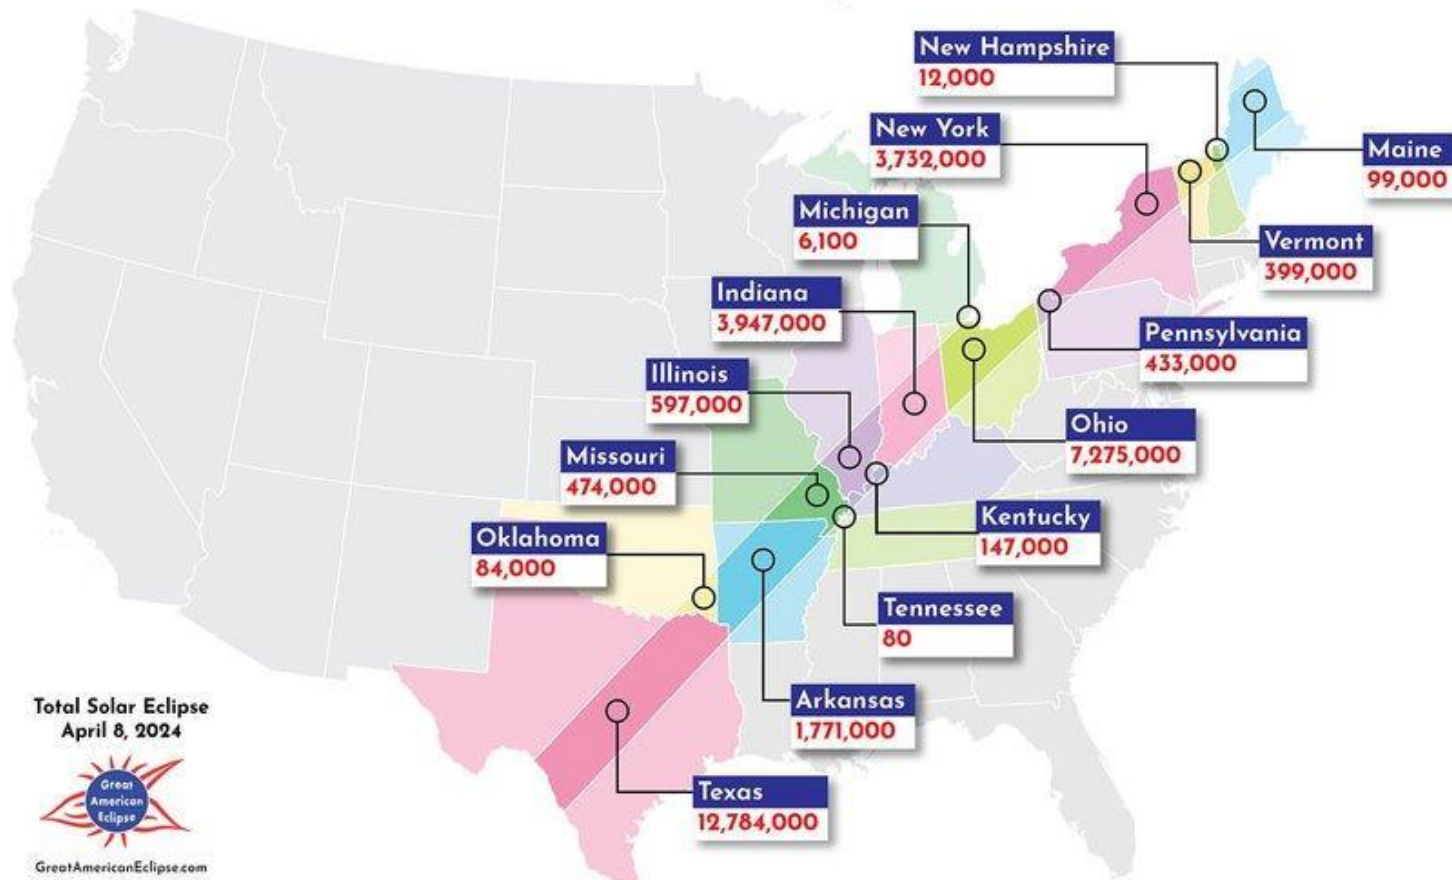 New Hampshire
12,000
New York
3,732,000
Maine
99,000
Michigan
6,100
Vermont
399,000
Indiana
3,947,000
Pennsylvania
433,000
Illinois
597,000
Ohio
7,275,000
Missouri
474,000
Kentucky
147,000
Oklahoma
84,000
Tennessee
80
Arkansas
1,771,000
Texas
12,784,000
Total Solar Eclipse
April 8, 2024
Great
American
Eclipse
GreatAmericanEclipse.com